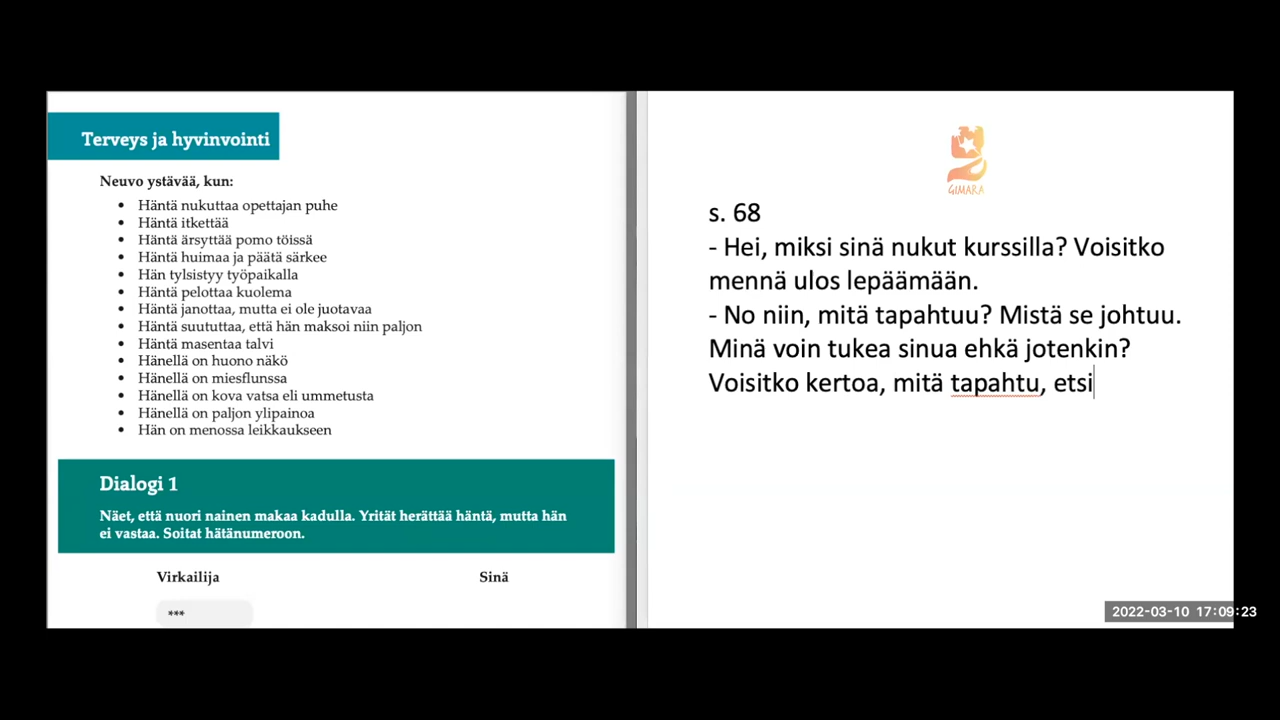 Terveys ja hyvinvointi
Neuvo ystävää, kun:
• Häntä nukuttaa opettajan puhe
• Häntä itkettää
• Häntä ärsyttää pomo töissä
• Häntä huimaa ja päätä särkee
• Hän tylsistyy työpaikalla
• Häntä pelottaa kuolema
• Häntä janottaa, mutta ei ole juotavaa
• Häntä suututtaa, että hän maksoi niin paljon
• Häntä masentaa talvi
• Hänellä on huono näkö
• Hänellä on miesflunssa
• Hänellä on kova vatsa eli ummetusta
• Hänellä on paljon ylipainoa
• Hän on menossa leikkaukseen
Dialogi 1
Näet, että nuori nainen makaa kadulla. Yrität herättää häntä, mutta hän
ei vastaa. Soitat hätänumeroon.
Virkailija Sinä
***
GIMARA
s. 68
- Hei, miksi sinä nukut kurssilla? Voisitko
mennä ulos lepäämään.
- No niin, mitä tapahtuu? Mistä se johtuu.
Minä voin tukea sinua ehkä jotenkin?
Voisitko kertoa, mitä tapahtu, etsi
2022-03-10 17:09:23